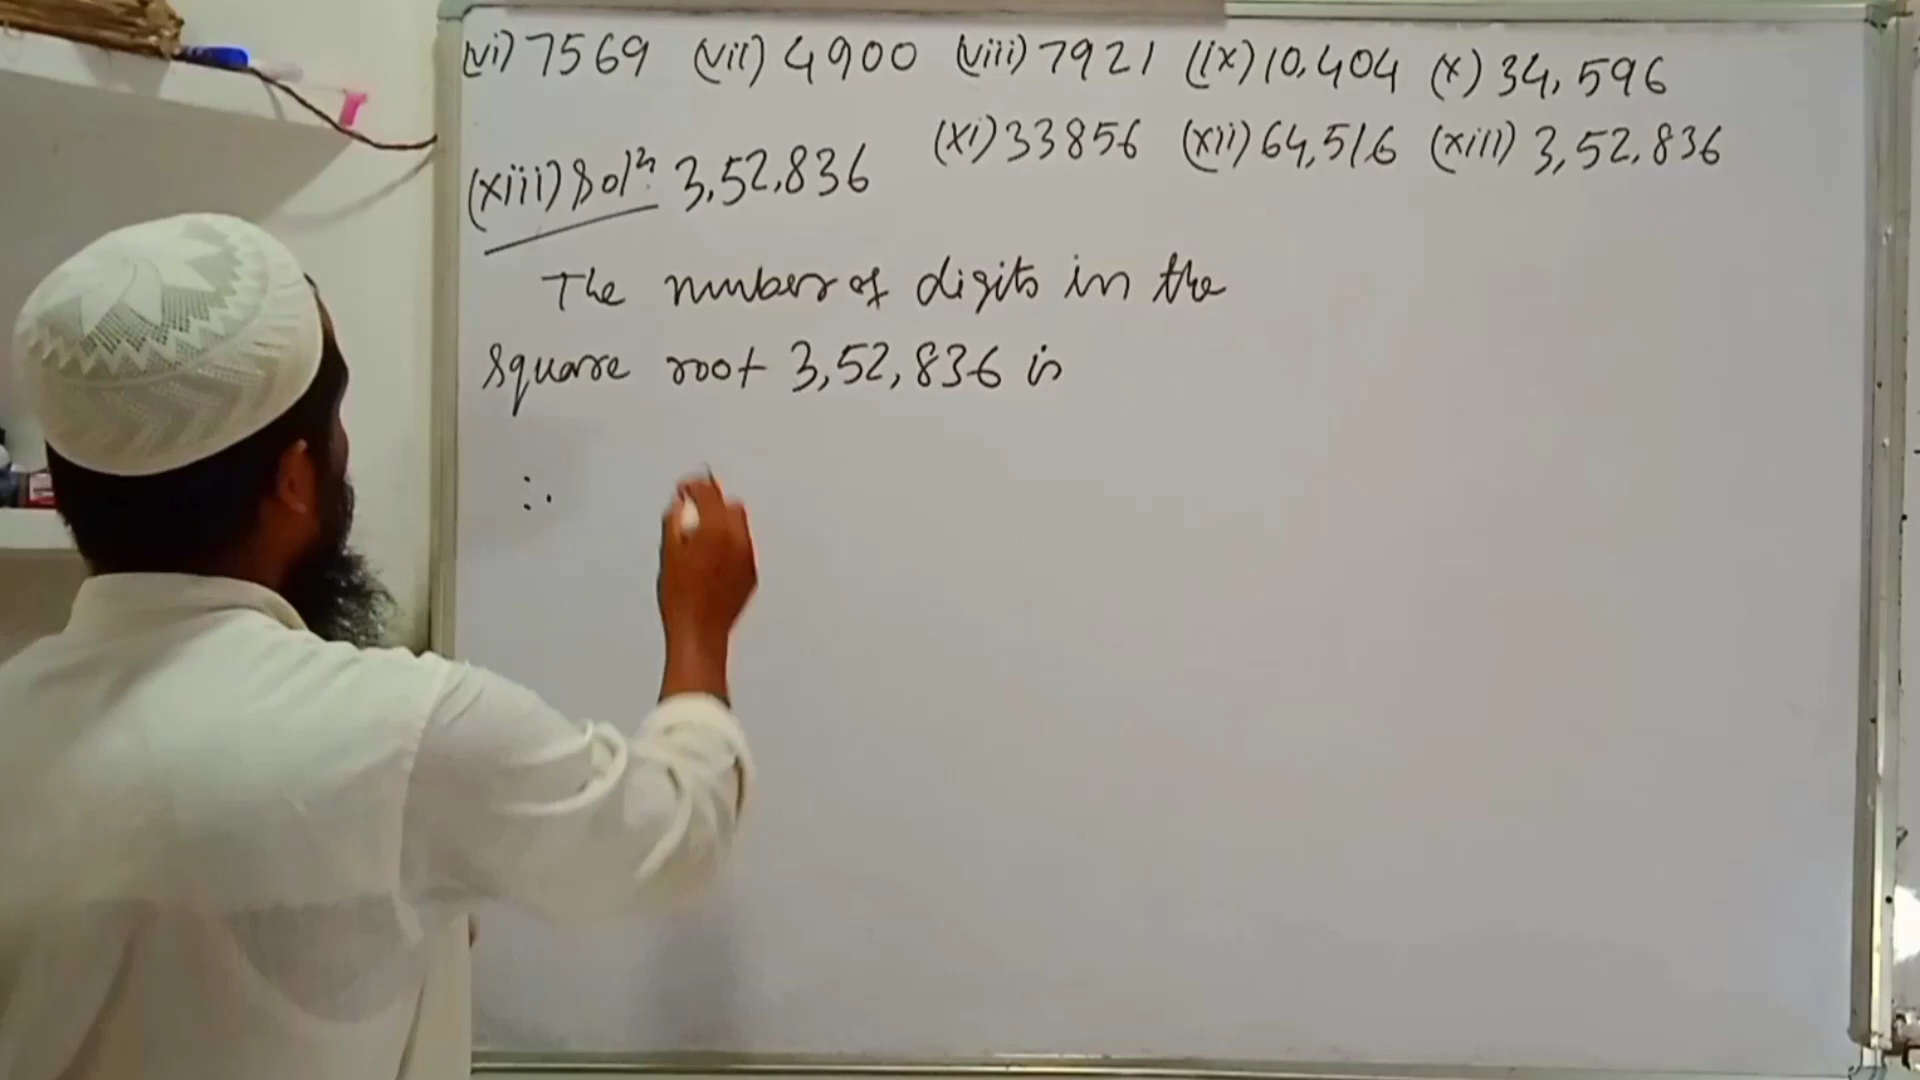 (vi) 7569 (vii) 4900 (viii) 7921 (ix) 10,404 (x) 34,596
(xi) 33856 (xii) 64,516 (xiii) 3,52,836
(xiii) Solⁿ. 3,52,836
The number of digits in the
square root 3,52,836 is
∴